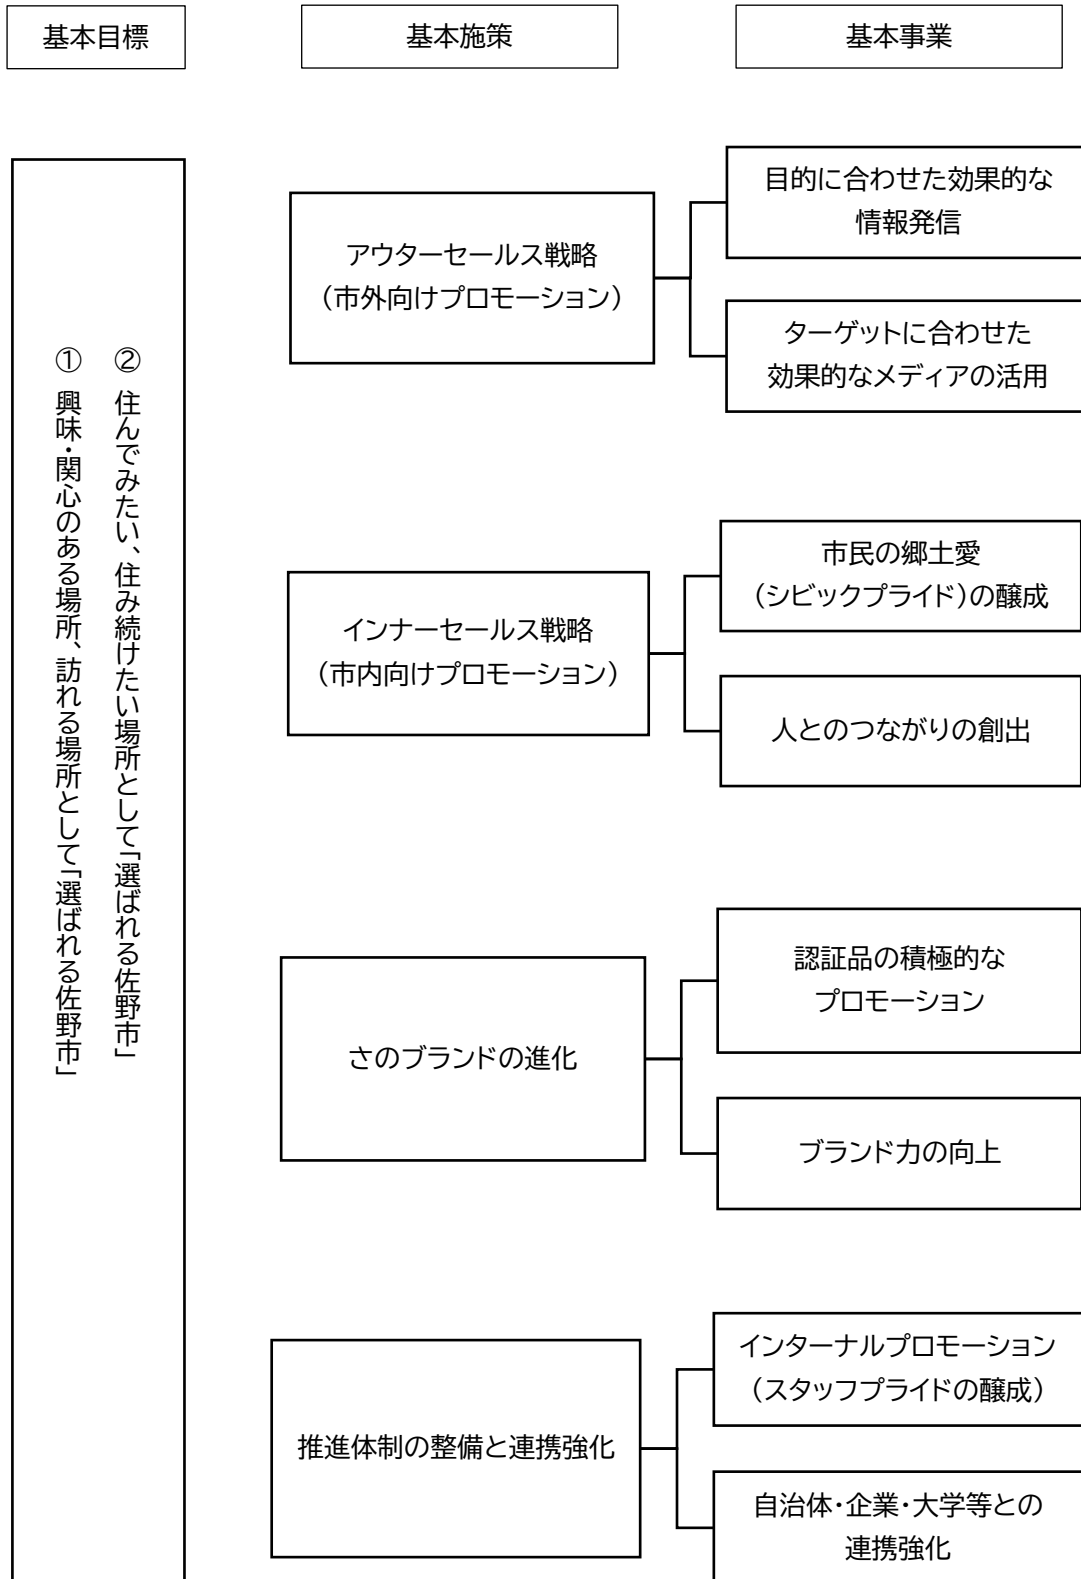 基本目標
基本施策
基本事業
② 住んでみたい、住み続けたい場所として「選ばれる佐野市」
① 興味・関心のある場所、訪れる場所として「選ばれる佐野市」
アウターセールス戦略
（市外向けプロモーション）
目的に合わせた効果的な
情報発信
ターゲットに合わせた
効果的なメディアの活用
インナーセールス戦略
（市内向けプロモーション）
市民の郷土愛
（シビックプライド）の醸成
人とのつながりの創出
さのブランドの進化
認証品の積極的な
プロモーション
ブランド力の向上
推進体制の整備と連携強化
インターナルプロモーション
（スタッフプライドの醸成）
自治体・企業・大学等との
連携強化